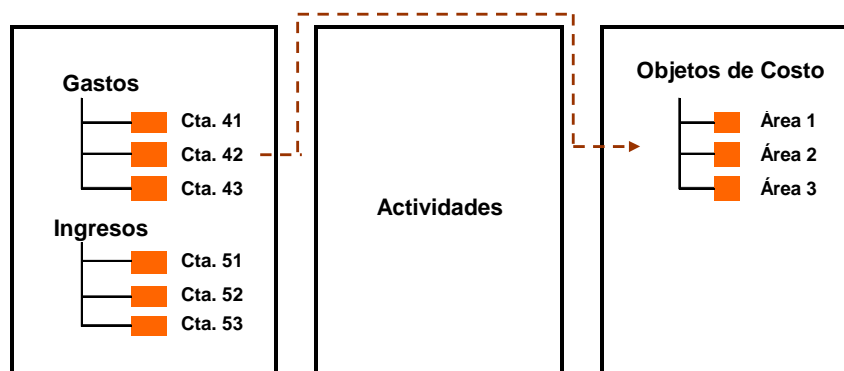 Gastos
Cta. 41
Cta. 42
Cta. 43
Ingresos
Cta. 51
Cta. 52
Cta. 53
Actividades
Objetos de Costo
Área 1
Área 2
Área 3